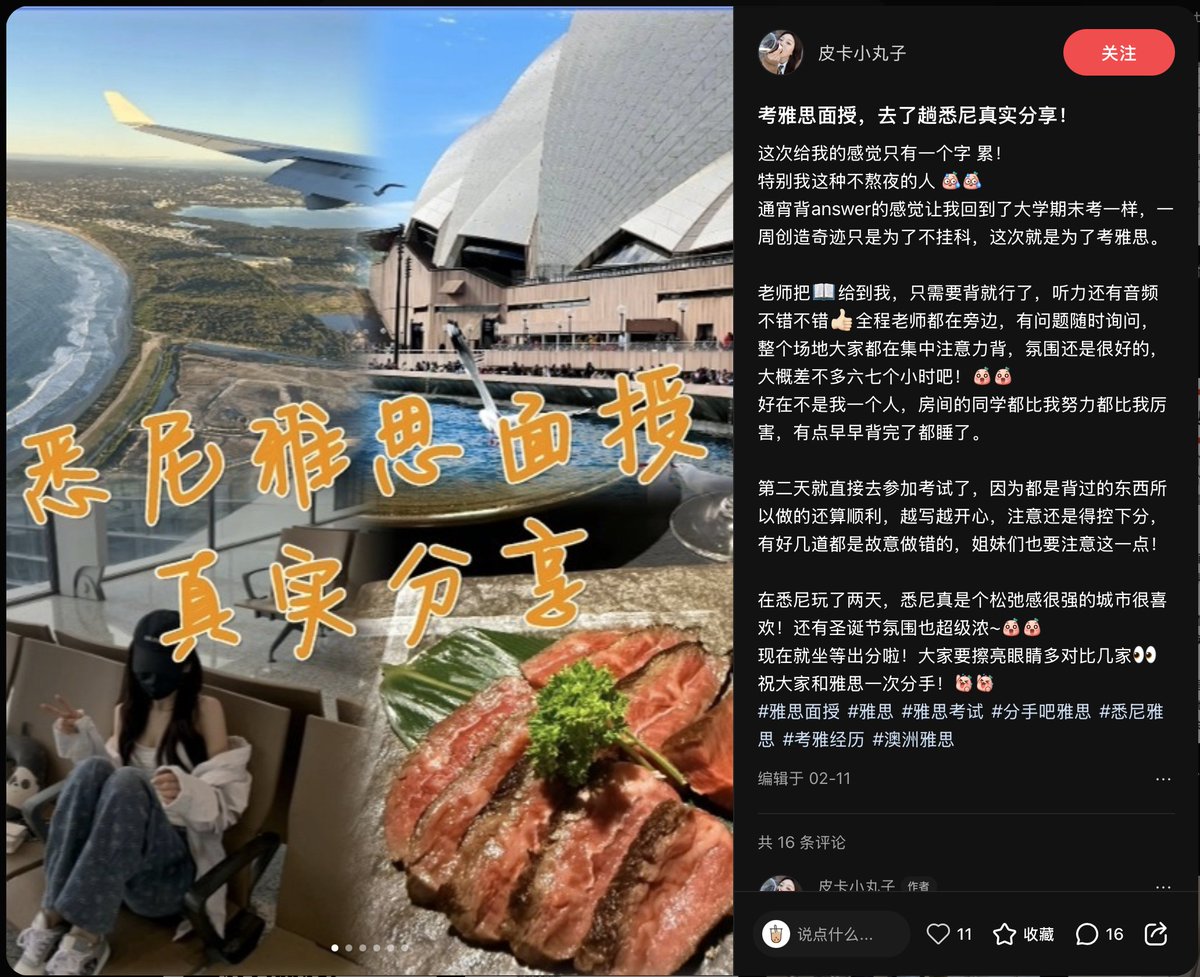 悉尼雅思面授
真实分享
皮卡小丸子
关注
考雅思面授，去了趟悉尼真实分享！
这次给我的感觉只有一个字 累！
特别我这种不熬夜的人
通宵背answer的感觉让我回到了大学期末考一样，一
周创造奇迹只是为了不挂科，这次就是为了考雅思。
老师把📖给到我，只需要背就行了，听力还有音频
不错不错👍🏻全程老师都在旁边，有问题随时询问，
整个场地大家都在集中注意力背，氛围还是很好的，
大概差不多六七个小时吧！
好在不是我一个人，房间的同学都比我努力都比我厉
害，有点早早背完了都睡了。
第二天就直接去参加考试了，因为都是背过的东西所
以做的还算顺利，越写越开心，注意还是得控下分，
有好几道都是故意做错的，姐妹们也要注意这一点！
在悉尼玩了两天，悉尼真是个松弛感很强的城市很喜
欢！还有圣诞节氛围也超级浓~
现在就坐等出分啦！大家要擦亮眼睛多对比几家👀
祝大家和雅思一次分手！
#雅思面授 #雅思 #雅思考试 #分手吧雅思 #悉尼雅
思 #考雅经历 #澳洲雅思
编辑于 02-11
共 16 条评论
皮卡小丸子 作者
说点什么... 11 收藏 16